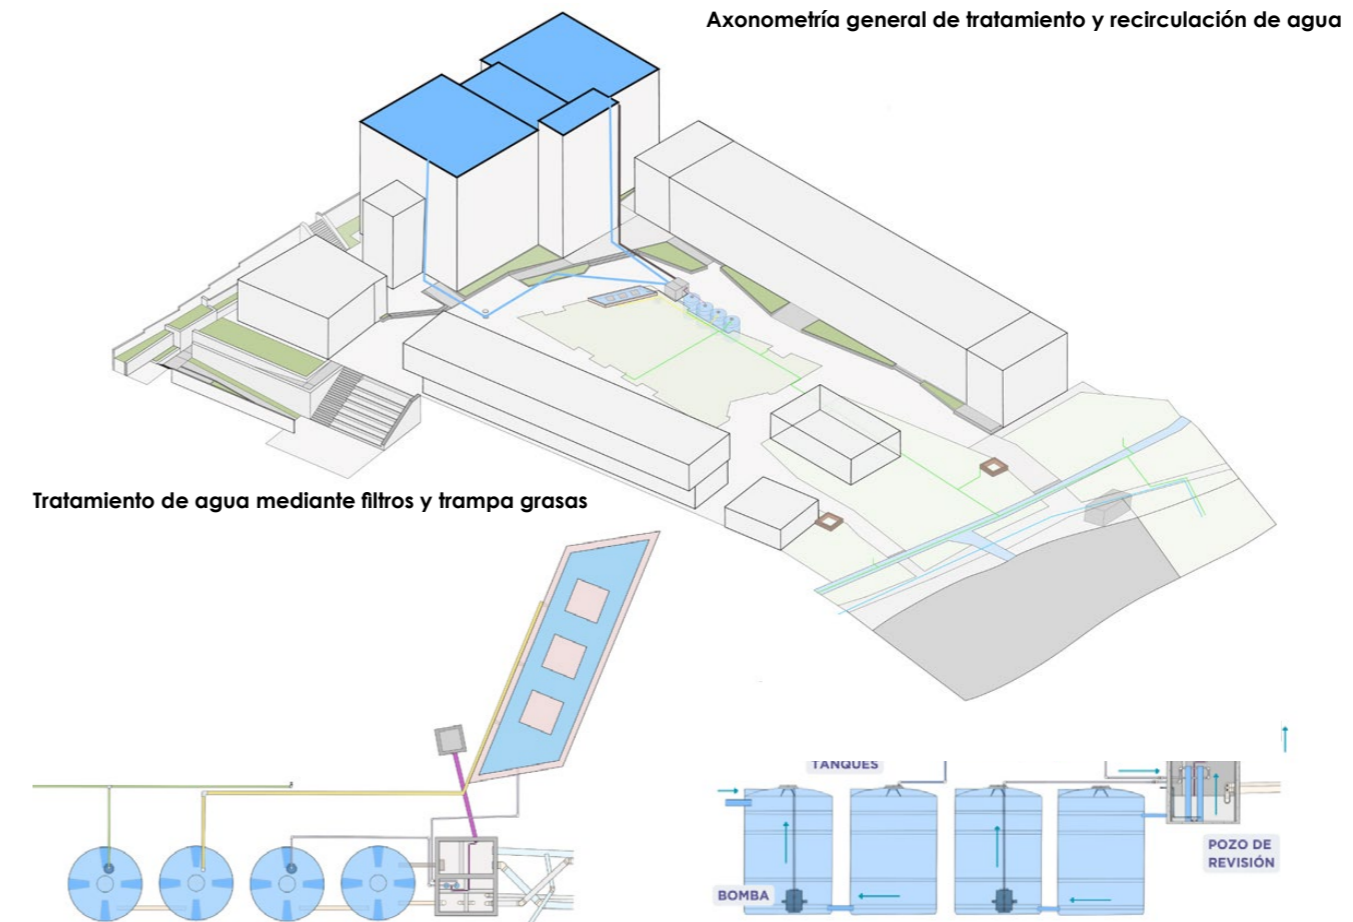 Axonometría general de tratamiento y recirculación de agua
Tratamiento de agua mediante filtros y trampa grasas
TANQUES
POZO DE
REVISIÓN
BOMBA